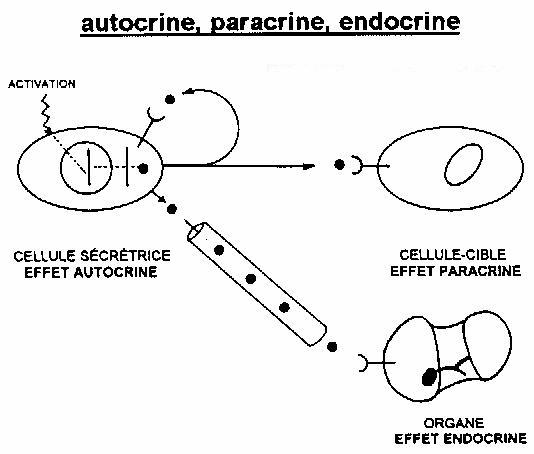 autocrine, paracrine, endocrine
ACTIVATION
CELLULE SÉCRÉTRICE
EFFET AUTOCRINE
CELLULE-CIBLE
EFFET PARACRINE
ORGANE
EFFET ENDOCRINE